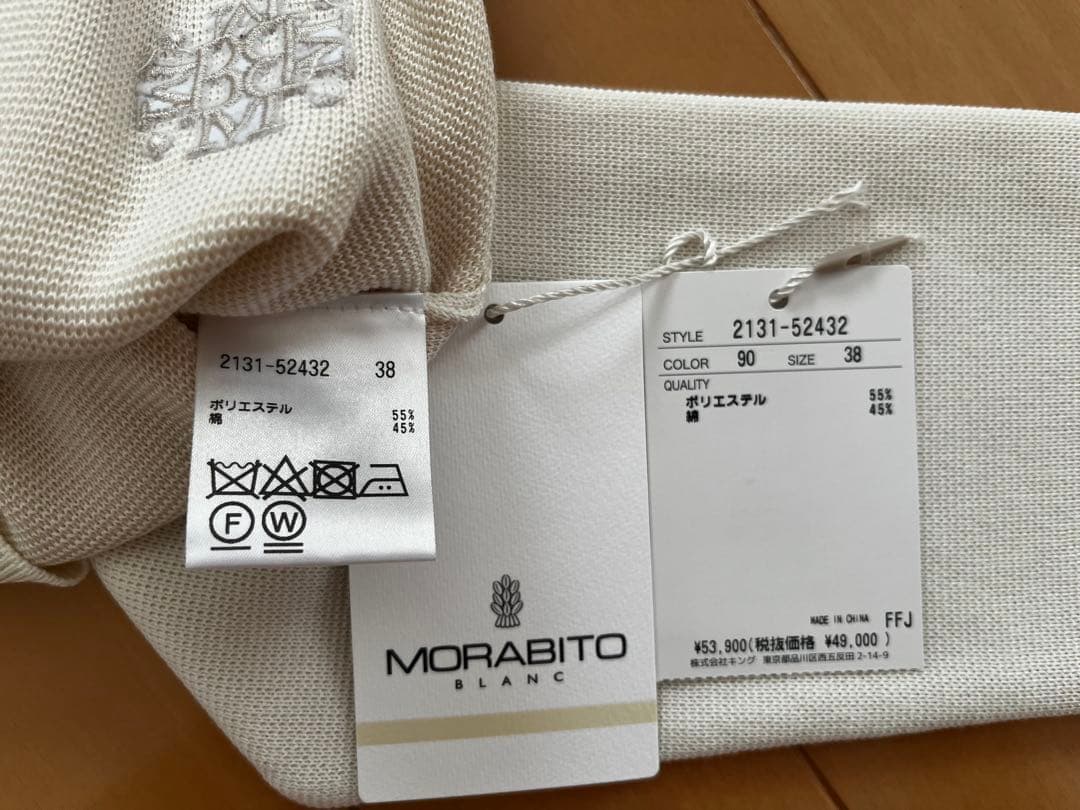 2131-52432 38
ポリエステル 55%
綿 45%
F W
MORABITO
BLANC
STYLE 2131-52432
COLOR 90 SIZE 38
QUALITY
ポリエステル 55%
綿 45%
MADE IN CHINA FFJ
¥53,900(税抜価格 ¥49,000 )
株式会社キング 東京都品川区西五反田2-14-9